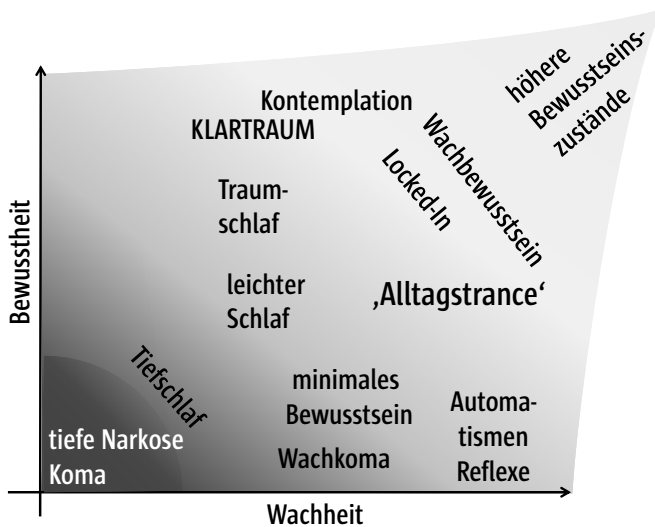 höhere
Bewusstseins-
zustände
Kontemplation
KLARTRAUM
Wachbewusstsein
Locked-In
Traum-
schlaf
leichter
Schlaf
‚Alltagstrance‘
Bewusstheit
Tiefschlaf
minimales
Bewusstsein
Automa-
tismen
Reflexe
Wachkoma
tiefe Narkose
Koma
Wachheit